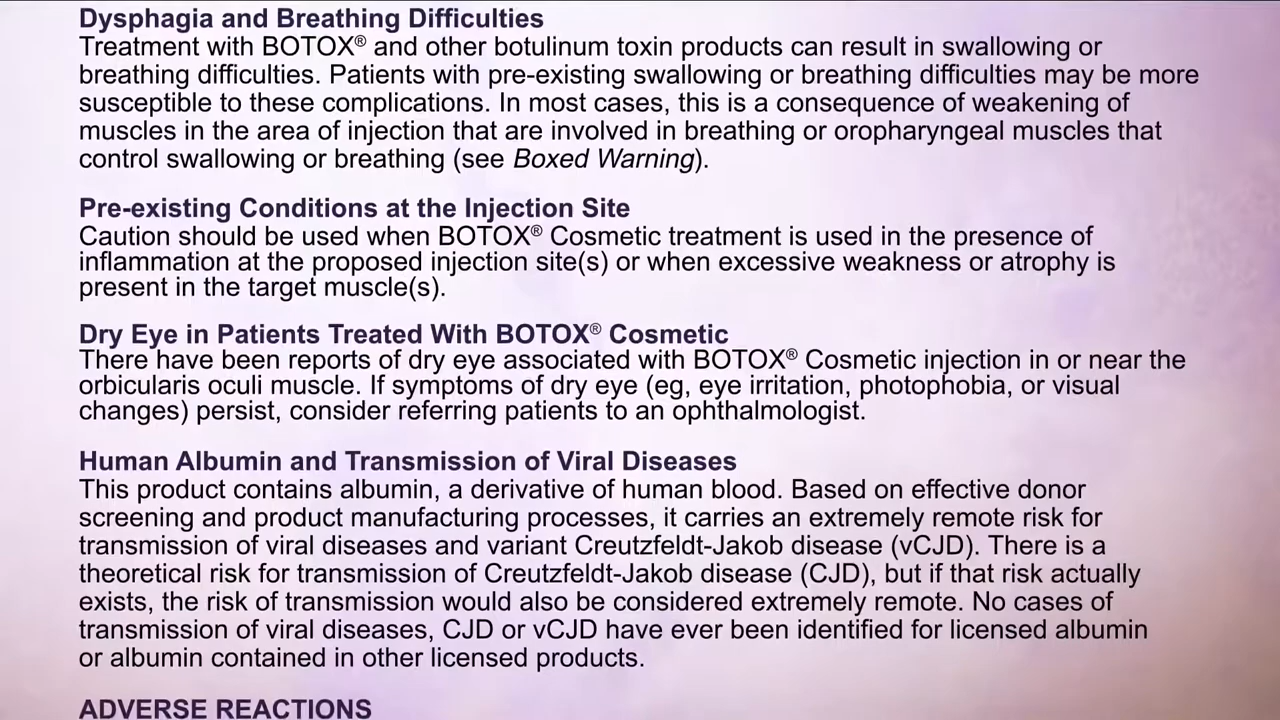 Dysphagia and Breathing Difficulties
Treatment with BOTOX® and other botulinum toxin products can result in swallowing or
breathing difficulties. Patients with pre-existing swallowing or breathing difficulties may be more
susceptible to these complications. In most cases, this is a consequence of weakening of
muscles in the area of injection that are involved in breathing or oropharyngeal muscles that
control swallowing or breathing (see Boxed Warning).
Pre-existing Conditions at the Injection Site
Caution should be used when BOTOX® Cosmetic treatment is used in the presence of
inflammation at the proposed injection site(s) or when excessive weakness or atrophy is
present in the target muscle(s).
Dry Eye in Patients Treated With BOTOX® Cosmetic
There have been reports of dry eye associated with BOTOX® Cosmetic injection in or near the
orbicularis oculi muscle. If symptoms of dry eye (eg, eye irritation, photophobia, or visual
changes) persist, consider referring patients to an ophthalmologist.
Human Albumin and Transmission of Viral Diseases
This product contains albumin, a derivative of human blood. Based on effective donor
screening and product manufacturing processes, it carries an extremely remote risk for
transmission of viral diseases and variant Creutzfeldt-Jakob disease (vCJD). There is a
theoretical risk for transmission of Creutzfeldt-Jakob disease (CJD), but if that risk actually
exists, the risk of transmission would also be considered extremely remote. No cases of
transmission of viral diseases, CJD or vCJD have ever been identified for licensed albumin
or albumin contained in other licensed products.
ADVERSE REACTIONS